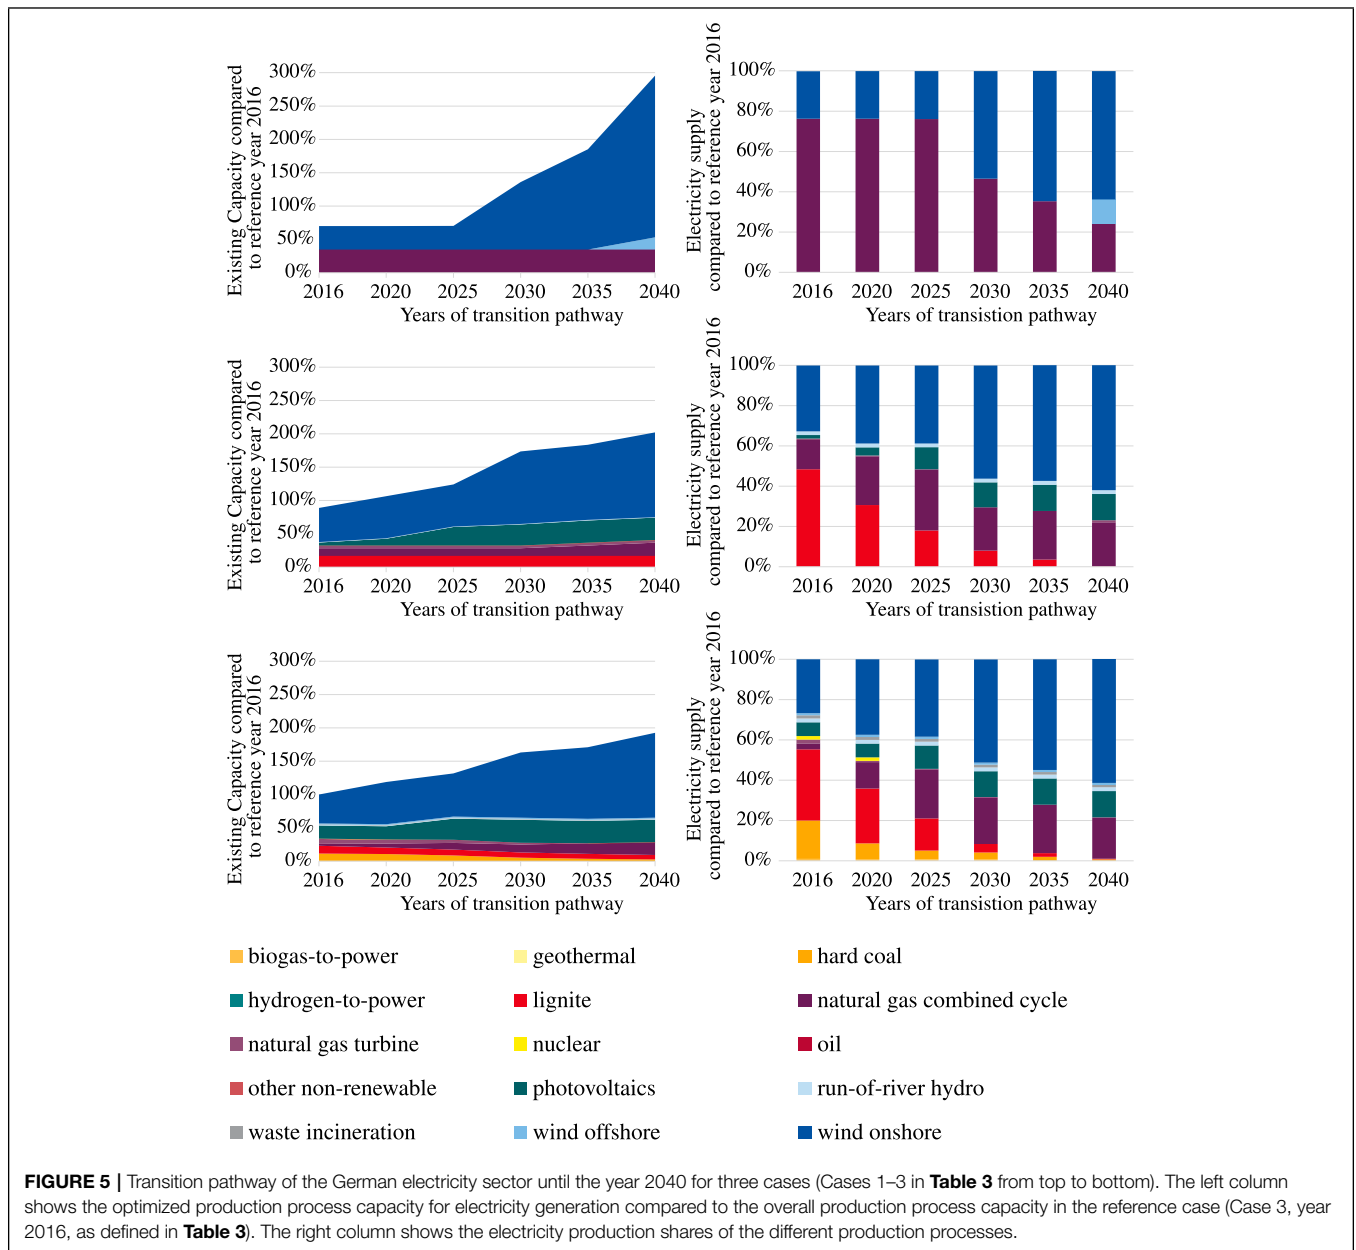 Existing Capacity compared
to reference year 2016
300%
250%
200%
150%
100%
50%
0%
2016 2020 2025 2030 2035 2040
Years of transition pathway
Electricity supply
compared to reference year 2016
100%
80%
60%
40%
20%
0%
2016 2020 2025 2030 2035 2040
Years of transistion pathway
Existing Capacity compared
to reference year 2016
300%
250%
200%
150%
100%
50%
0%
2016 2020 2025 2030 2035 2040
Years of transition pathway
Electricity supply
compared to reference year 2016
100%
80%
60%
40%
20%
0%
2016 2020 2025 2030 2035 2040
Years of transistion pathway
Existing Capacity compared
to reference year 2016
300%
250%
200%
150%
100%
50%
0%
2016 2020 2025 2030 2035 2040
Years of transition pathway
Electricity supply
compared to reference year 2016
100%
80%
60%
40%
20%
0%
2016 2020 2025 2030 2035 2040
Years of transistion pathway
biogas-to-power geothermal hard coal
hydrogen-to-power lignite natural gas combined cycle
natural gas turbine nuclear oil
other non-renewable photovoltaics run-of-river hydro
waste incineration wind offshore wind onshore
FIGURE 5 | Transition pathway of the German electricity sector until the year 2040 for three cases (Cases 1–3 in Table 3 from top to bottom). The left column
shows the optimized production process capacity for electricity generation compared to the overall production process capacity in the reference case (Case 3, year
2016, as defined in Table 3). The right column shows the electricity production shares of the different production processes.